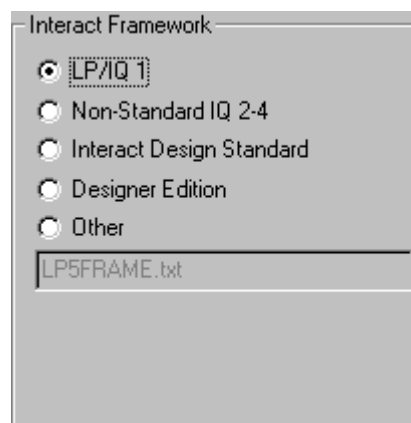 Interact Framework
LP/IQ 1
Non-Standard IQ 2-4
Interact Design Standard
Designer Edition
Other
LP5FRAME.txt